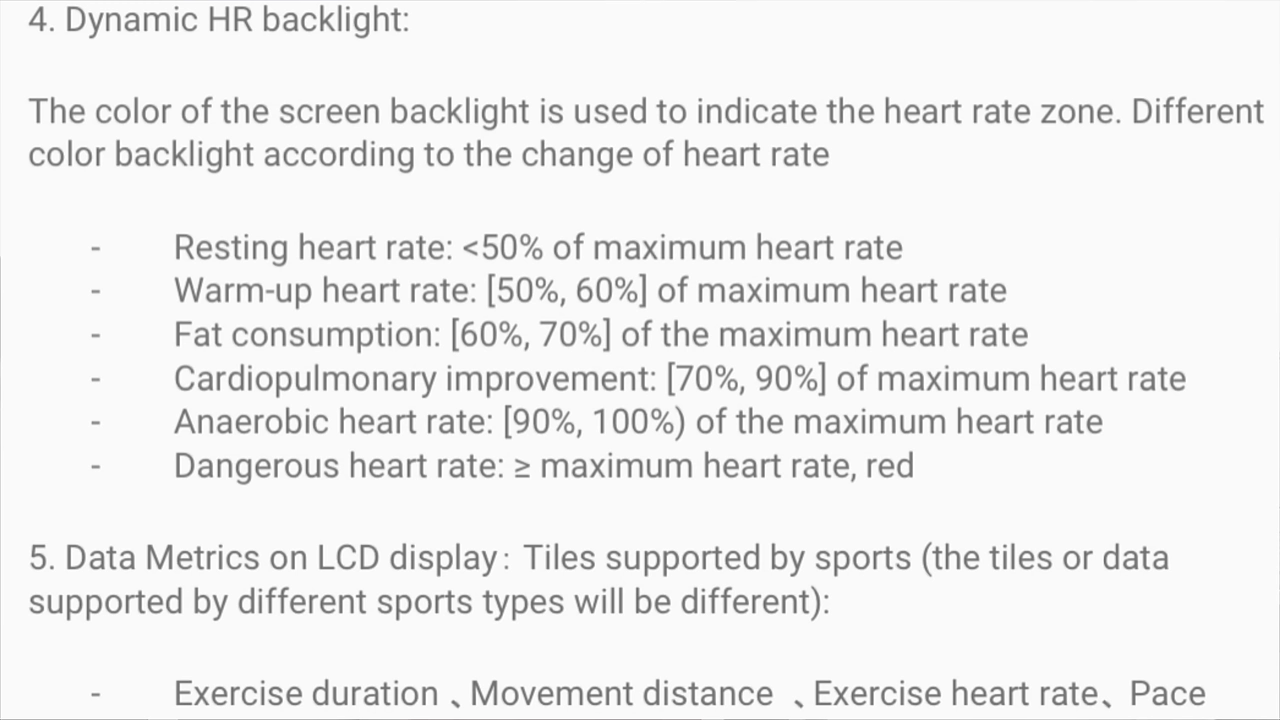 4. Dynamic HR backlight:
The color of the screen backlight is used to indicate the heart rate zone. Different
color backlight according to the change of heart rate
- Resting heart rate: <50% of maximum heart rate
- Warm-up heart rate: [50%, 60%] of maximum heart rate
- Fat consumption: [60%, 70%] of the maximum heart rate
- Cardiopulmonary improvement: [70%, 90%] of maximum heart rate
- Anaerobic heart rate: [90%, 100%) of the maximum heart rate
- Dangerous heart rate: ≥ maximum heart rate, red
5. Data Metrics on LCD display：Tiles supported by sports (the tiles or data
supported by different sports types will be different):
- Exercise duration 、Movement distance 、Exercise heart rate、Pace